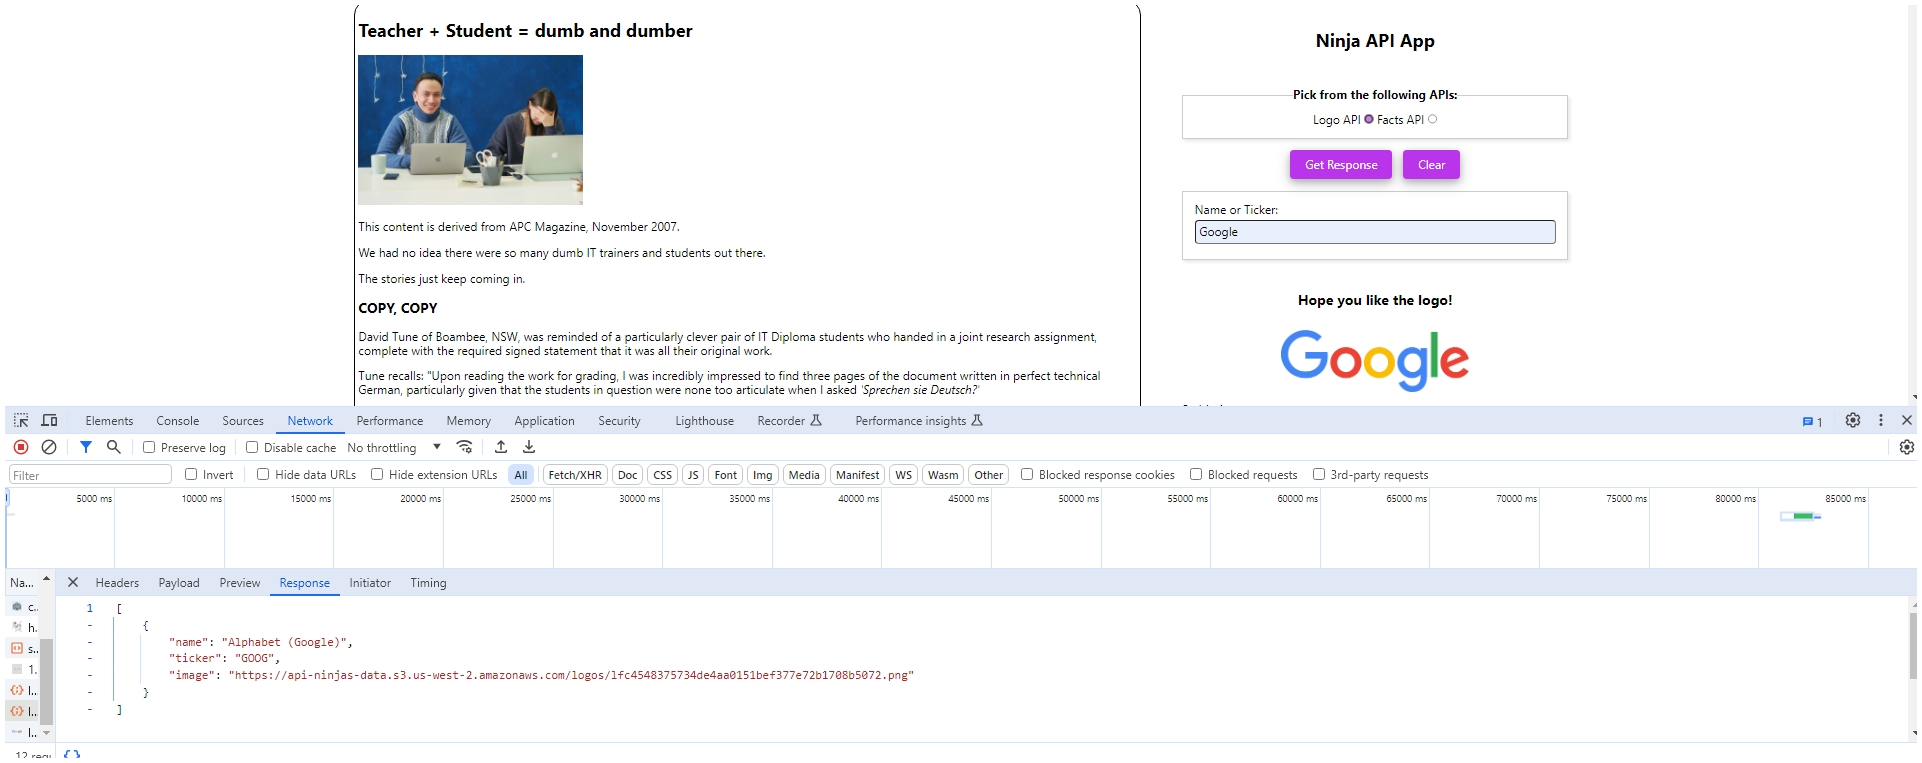 Teacher + Student = dumb and dumber
This content is derived from APC Magazine, November 2007.
We had no idea there were so many dumb IT trainers and students out there.
The stories just keep coming in.
COPY, COPY
David Tune of Boambee, NSW, was reminded of a particularly clever pair of IT Diploma students who handed in a joint research assignment,
complete with the required signed statement that it was all their original work.
Tune recalls: "Upon reading the work for grading, I was incredibly impressed to find three pages of the document written in perfect technical
German, particularly given that the students in question were none too articulate when I asked 'Sprechen sie Deutsch?'
Ninja API App
Pick from the following APIs:
Logo API Facts API
Get Response Clear
Name or Ticker:
Google
Hope you like the logo!
Google
Elements Console Sources Network Performance Memory Application Security Lighthouse Recorder Performance insights 1
Preserve log Disable cache No throttling
Filter Invert Hide data URLs Hide extension URLs All Fetch/XHR Doc CSS JS Font Img Media Manifest WS Wasm Other Blocked response cookies Blocked requests 3rd-party requests
5000 ms 10000 ms 15000 ms 20000 ms 25000 ms 30000 ms 35000 ms 40000 ms 45000 ms 50000 ms 55000 ms 60000 ms 65000 ms 70000 ms 75000 ms 80000 ms 85000 ms
Na... Headers Payload Preview Response Initiator Timing
c..
h.
s..
1.
l...
l...
l...
1 [
- {
- "name": "Alphabet (Google)",
- "ticker": "GOOG",
- "image": "https://api-ninjas-data.s3.us-west-2.amazonaws.com/logos/lfc4548375734de4aa0151bef377e72b1708b5072.png"
- }
- ]
{}